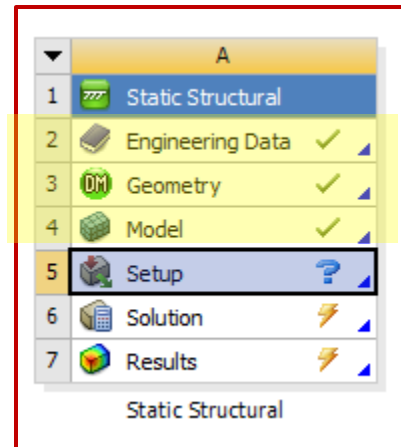 A
1 Static Structural
2 Engineering Data
3 DM Geometry
4 Model
5 Setup ?
6 Solution
7 Results
Static Structural